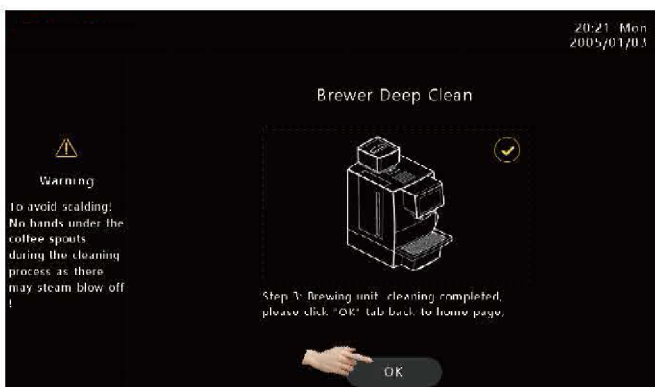 20:21 Mon
2005/01/03
Brewer Deep Clean
Warning
To avoid scalding!
No hands under the
coffee spouts
during the cleaning
process as there
may steam blow off
!
Step 3: Brewing unit cleaning completed,
please click "OK" tab back to home page.
OK